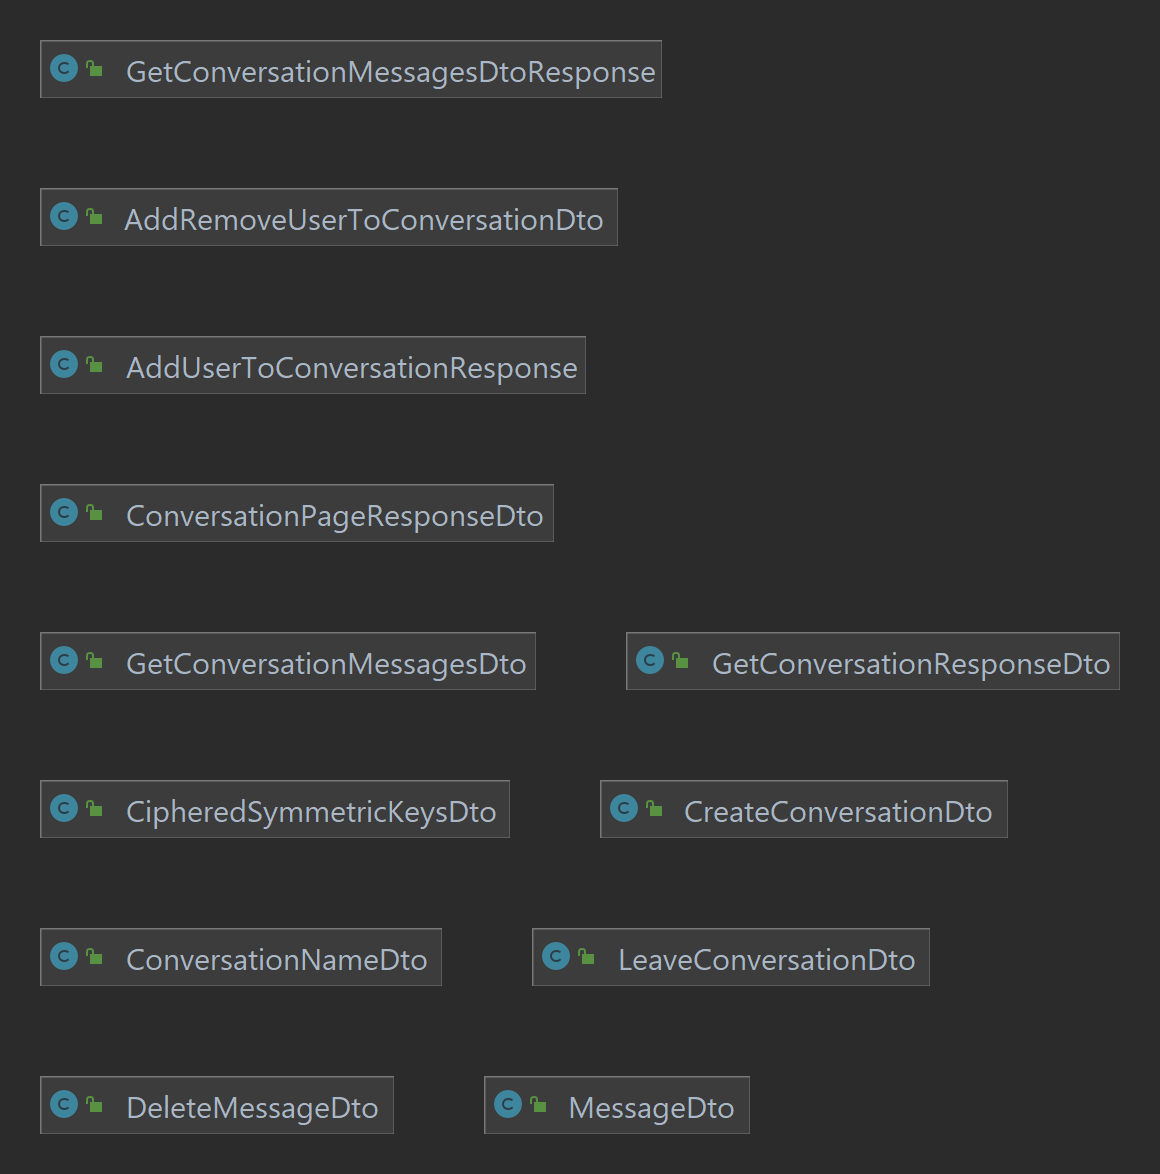 C GetConversationMessagesDtoResponse
C AddRemoveUserToConversationDto
C AddUserToConversationResponse
C ConversationPageResponseDto
C GetConversationMessagesDto C GetConversationResponseDto
C CipheredSymmetricKeysDto C CreateConversationDto
C ConversationNameDto C LeaveConversationDto
C DeleteMessageDto C MessageDto